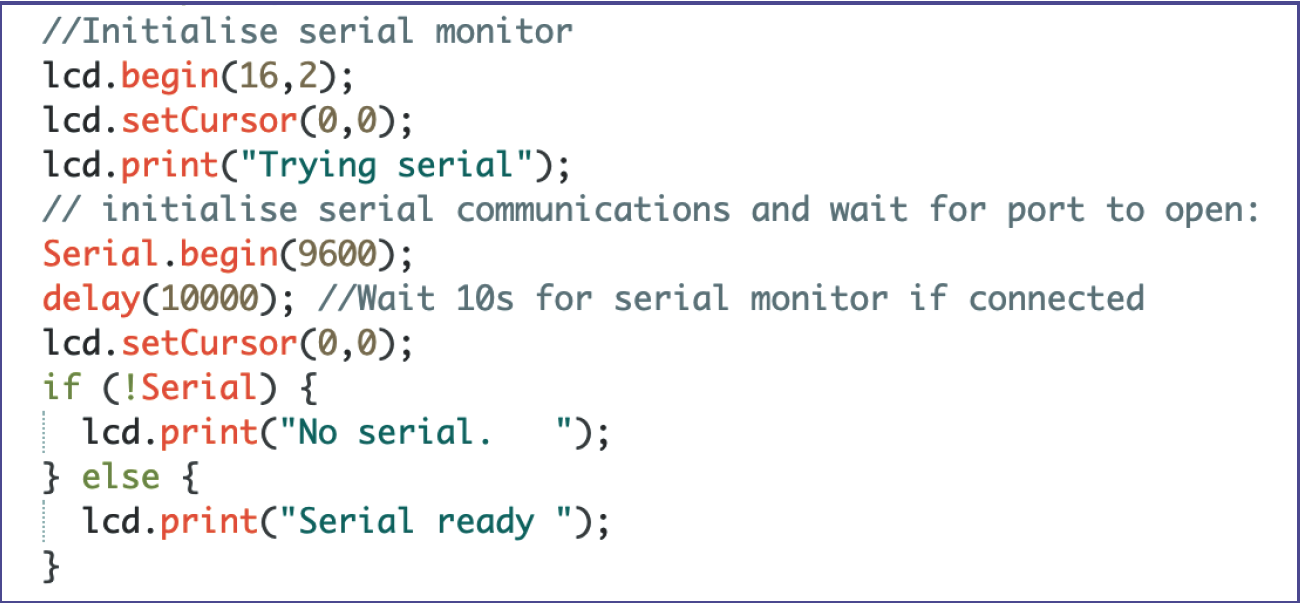 //Initialise serial monitor
lcd.begin(16,2);
lcd.setCursor(0,0);
lcd.print("Trying serial");
// initialise serial communications and wait for port to open:
Serial.begin(9600);
delay(10000); //Wait 10s for serial monitor if connected
lcd.setCursor(0,0);
if (!Serial) {
  lcd.print("No serial.   ");
} else {
  lcd.print("Serial ready ");
}